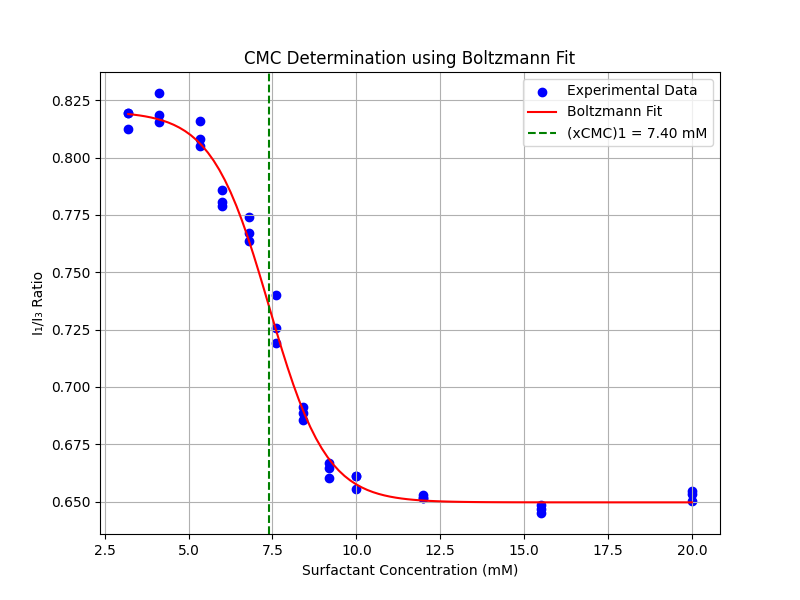 CMC Determination using Boltzmann Fit
Experimental Data
Boltzmann Fit
(xCMC)1 = 7.40 mM
I₁/I₃ Ratio
0.825
0.800
0.775
0.750
0.725
0.700
0.675
0.650
2.5 5.0 7.5 10.0 12.5 15.0 17.5 20.0
Surfactant Concentration (mM)